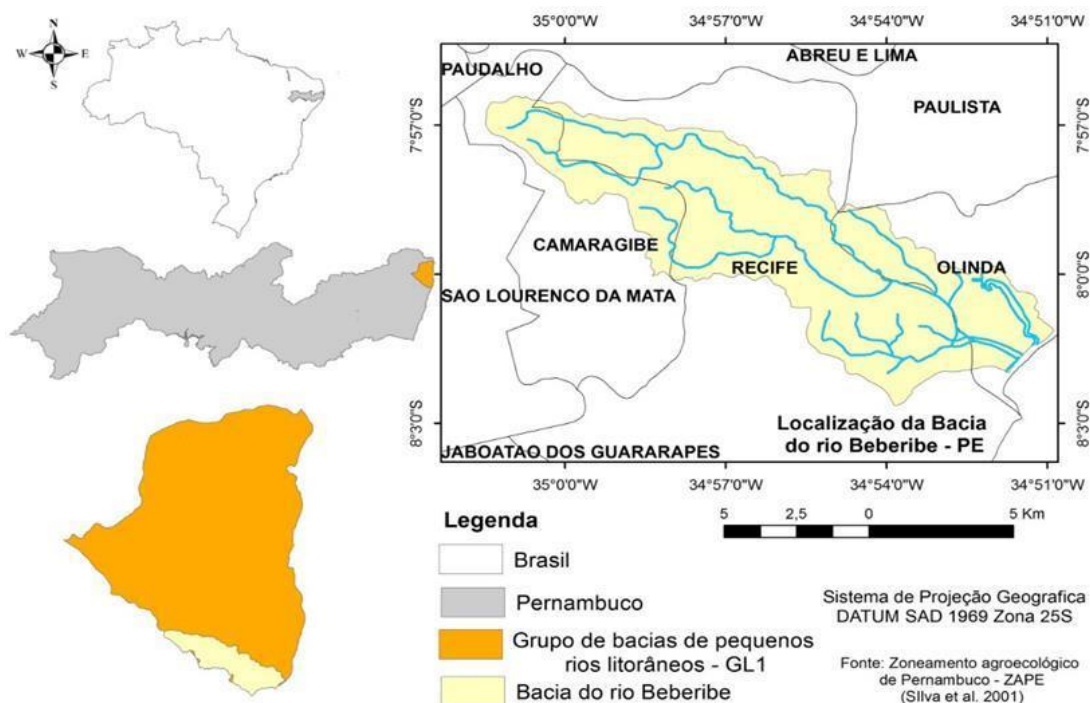 N
W E
S
35°0'0"W 34°57'0"W 34°54'0"W 34°51'0"W
7°57'0"S
8°0'0"S
8°3'0"S
PAUDALHO
ABREU E LIMA
PAULISTA
CAMARAGIBE
RECIFE
OLINDA
SAO LOURENCO DA MATA
JABOATAO DOS GUARARAPES
Localização da Bacia
do rio Beberibe - PE
7°57'0"S
8°0'0"S
8°3'0"S
35°0'0"W 34°57'0"W 34°54'0"W 34°51'0"W
5 2,5 0 5 Km
Legenda
Brasil
Pernambuco
Grupo de bacias de pequenos
rios litorâneos - GL1
Bacia do rio Beberibe
Sistema de Projeção Geografica
DATUM SAD 1969 Zona 25S
Fonte: Zoneamento agroecológico
de Pernambuco - ZAPE
(SIlva et al. 2001)